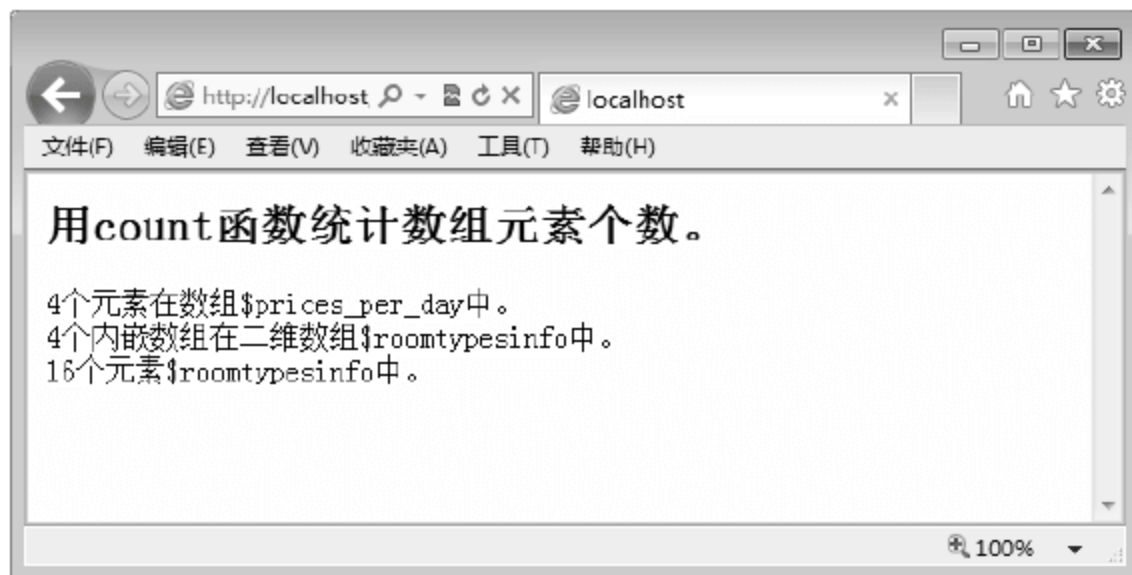 http://localhost
localhost
文件(F) 编辑(E) 查看(V) 收藏夹(A) 工具(T) 帮助(H)
用count函数统计数组元素个数。
4个元素在数组$prices_per_day中。
4个内嵌数组在二维数组$roomtypesinfo中。
16个元素$roomtypesinfo中。
100%